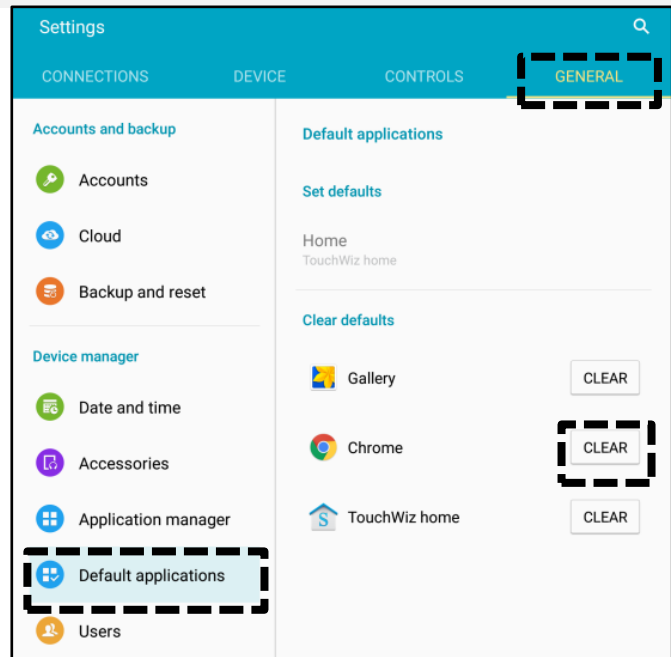 Settings
CONNECTIONS DEVICE CONTROLS GENERAL
Accounts and backup
Accounts
Cloud
Backup and reset
Device manager
Date and time
Accessories
Application manager
Default applications
Users
Default applications
Set defaults
Home
TouchWiz home
Clear defaults
Gallery CLEAR
Chrome CLEAR
S TouchWiz home CLEAR